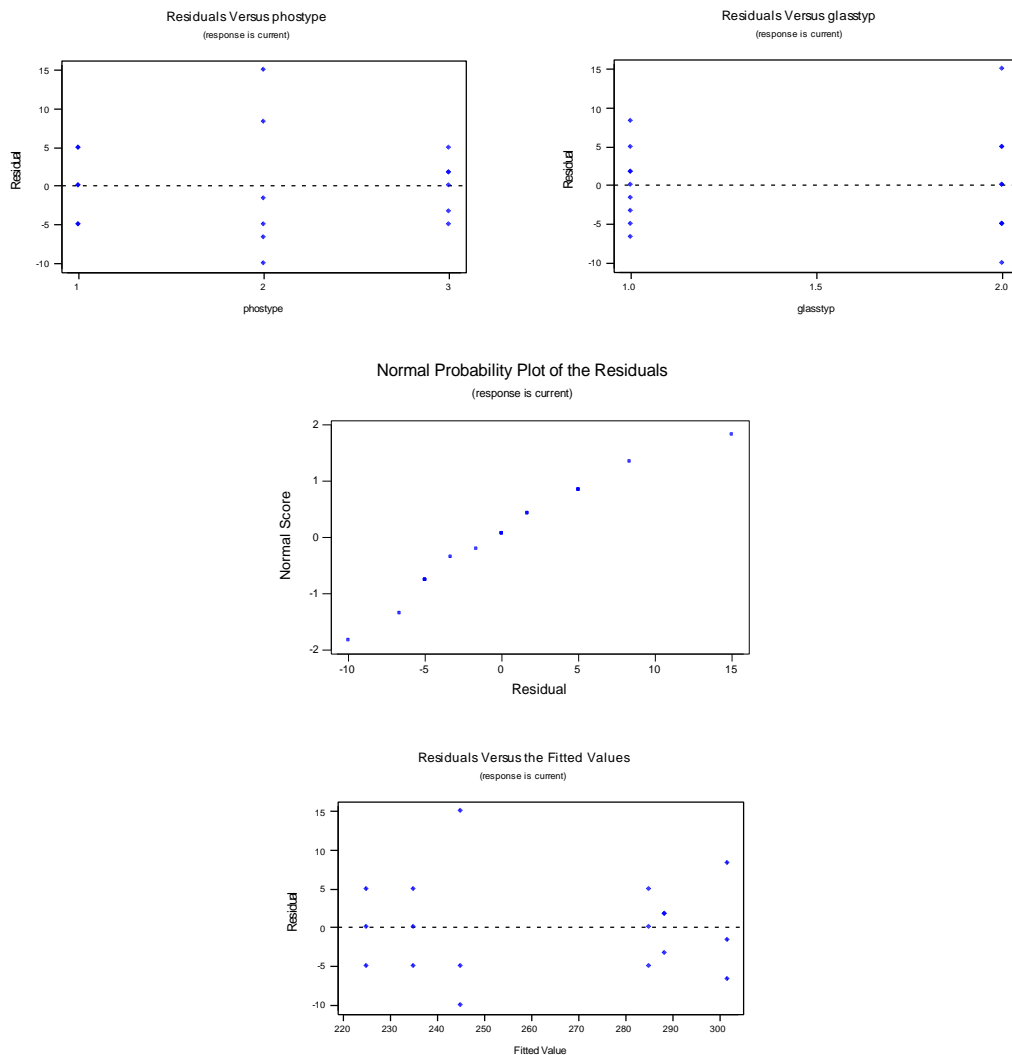 Residuals Versus phostype
(response is current)
15
10
5
0
-5
-10
Residual
1
2
3
phostype
Residuals Versus glasstyp
(response is current)
15
10
5
0
-5
-10
Residual
1.0
1.5
2.0
glasstyp
Normal Probability Plot of the Residuals
(response is current)
2
1
0
-1
-2
Normal Score
-10
-5
0
5
10
15
Residual
Residuals Versus the Fitted Values
(response is current)
15
10
5
0
-5
-10
Residual
220
230
240
250
260
270
280
290
300
Fitted Value